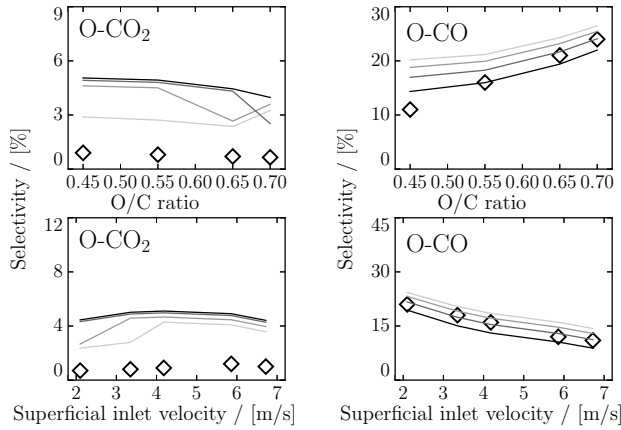 9
6
3
0
O-CO₂
0.45 0.50 0.55 0.60 0.65 0.70
O/C ratio
30
20
10
0
O-CO
0.45 0.50 0.55 0.60 0.65 0.70
O/C ratio
Selectivity / [%]
Selectivity / [%]
12
8
4
0
O-CO₂
2 3 4 5 6 7
Superficial inlet velocity / [m/s]
45
30
15
0
O-CO
2 3 4 5 6 7
Superficial inlet velocity / [m/s]